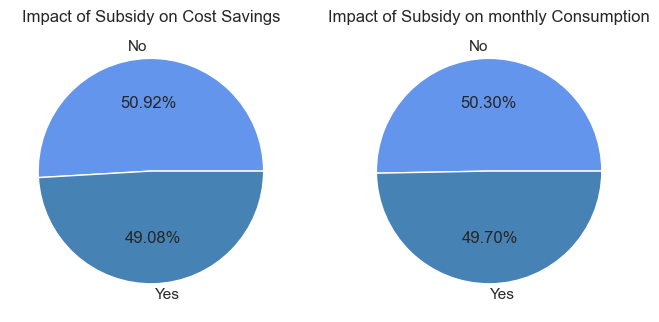 Impact of Subsidy on Cost Savings
No
50.92%
49.08%
Yes
Impact of Subsidy on monthly Consumption
No
50.30%
49.70%
Yes